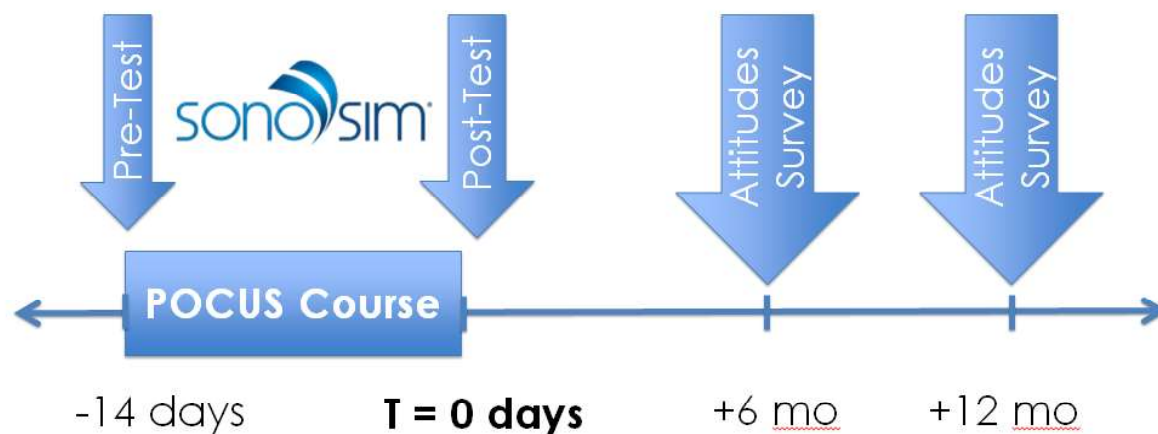 Pre-Test
sonosim®
Post-Test
Attitudes
Survey
Attitudes
Survey
POCUS Course
-14 days
T = 0 days
+6 mo
+12 mo